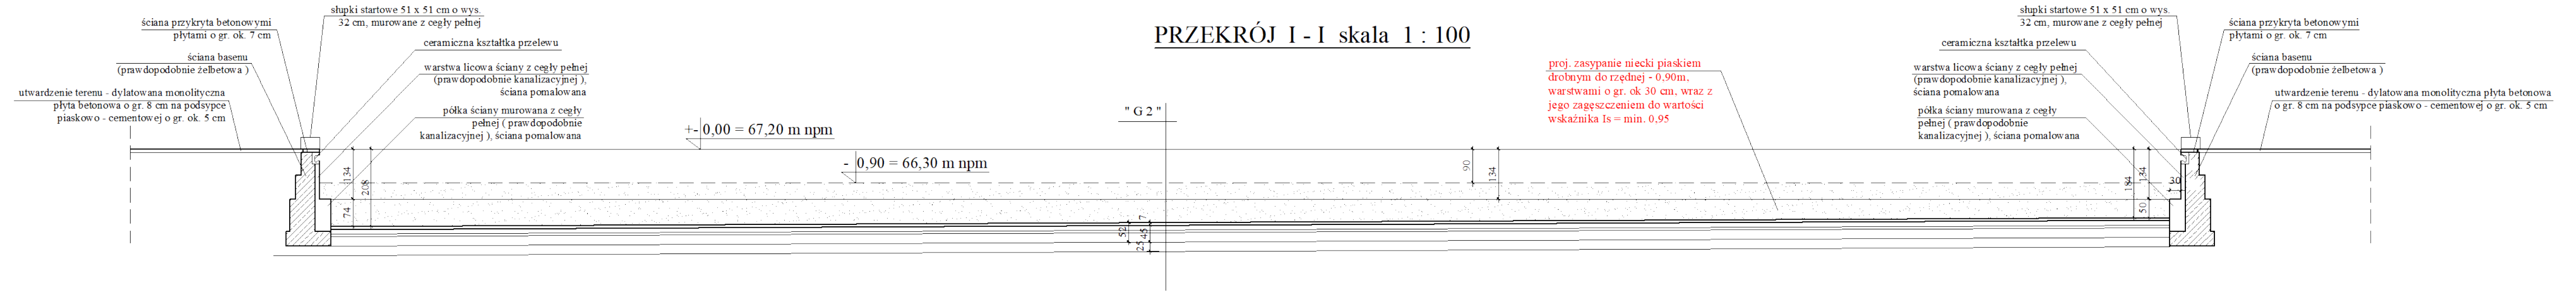 słupki startowe 51 x 51 cm o wys.
32 cm, murowane z cegły pełnej
ściana przykryta betonowymi
płytami o gr. ok. 7 cm
ceramiczna kształtka przelewu
ściana basenu
(prawdopodobnie żelbetowa )
warstwa licowa ściany z cegły pełnej
(prawdopodobnie kanalizacyjnej ),
ściana pomalowana
utwardzenie terenu - dylatowana monolityczna
płyta betonowa o gr. 8 cm na podsypce
piaskowo - cementowej o gr. ok. 5 cm
półka ściany murowana z cegły
pełnej ( prawdopodobnie
kanalizacyjnej ), ściana pomalowana
PRZEKRÓJ I - I skala 1 : 100
+- 0,00 = 67,20 m npm
- 0,90 = 66,30 m npm
" G 2 "
proj. zasypanie niecki piaskiem
drobnym do rzędnej - 0,90m,
warstwami o gr. ok 30 cm, wraz z
jego zagęszczeniem do wartości
wskaźnika Is = min. 0,95
słupki startowe 51 x 51 cm o wys.
32 cm, murowane z cegły pełnej
ściana przykryta betonowymi
płytami o gr. ok. 7 cm
ceramiczna kształtka przelewu
ściana basenu
(prawdopodobnie żelbetowa )
warstwa licowa ściany z cegły pełnej
(prawdopodobnie kanalizacyjnej ),
ściana pomalowana
utwardzenie terenu - dylatowana monolityczna płyta betonowa
o gr. 8 cm na podsypce piaskowo - cementowej o gr. ok. 5 cm
półka ściany murowana z cegły
pełnej ( prawdopodobnie
kanalizacyjnej ), ściana pomalowana
134
208
74
7
52
45
25
90
134
184
134
30
50